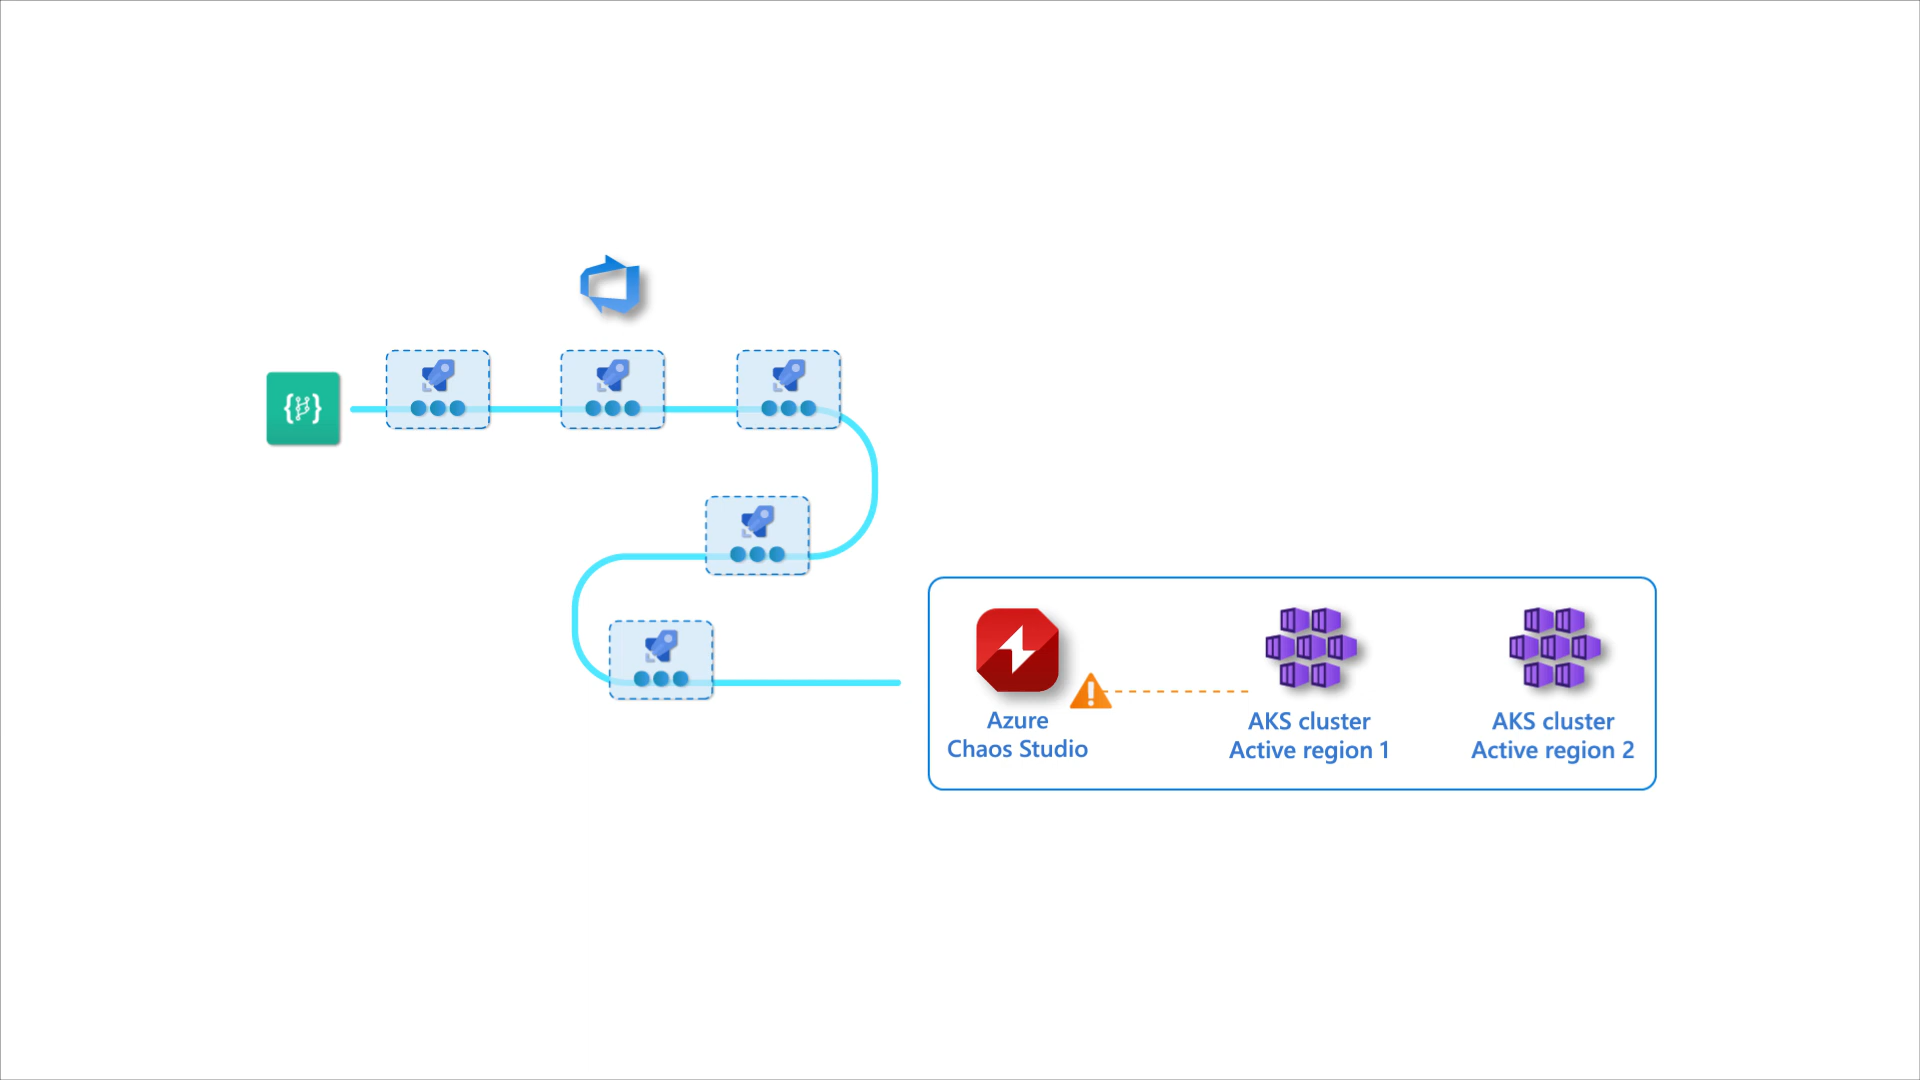 Azure
Chaos Studio
AKS cluster
Active region 1
AKS cluster
Active region 2